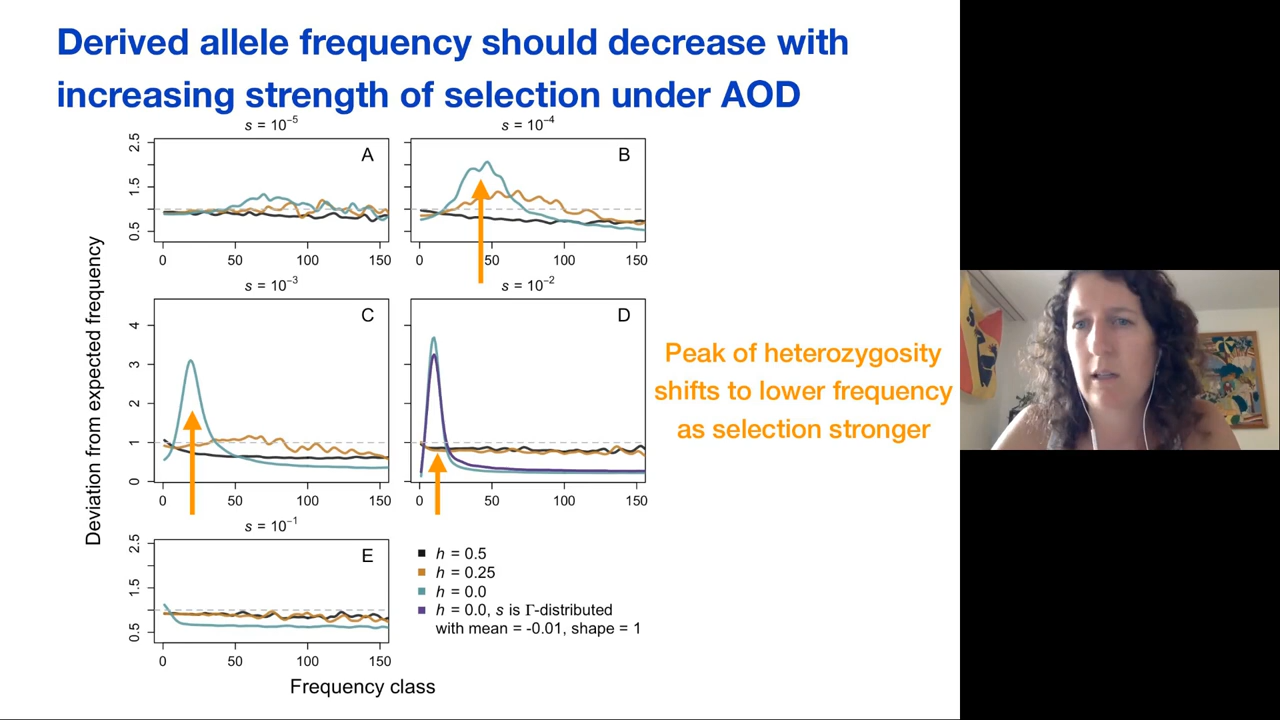 Derived allele frequency should decrease with
increasing strength of selection under AOD
s = 10⁻⁵
s = 10⁻⁴
A
B
2.5
1.5
0.5
0 50 100 150
0 50 100 150
s = 10⁻³
s = 10⁻²
C
D
4
3
2
1
0
0 50 100 150
0 50 100 150
Peak of heterozygosity
shifts to lower frequency
as selection stronger
Deviation from expected frequency
s = 10⁻¹
E
2.5
1.5
0.5
0 50 100 150
h = 0.5
h = 0.25
h = 0.0
h = 0.0, s is Γ-distributed
with mean = -0.01, shape = 1
Frequency class